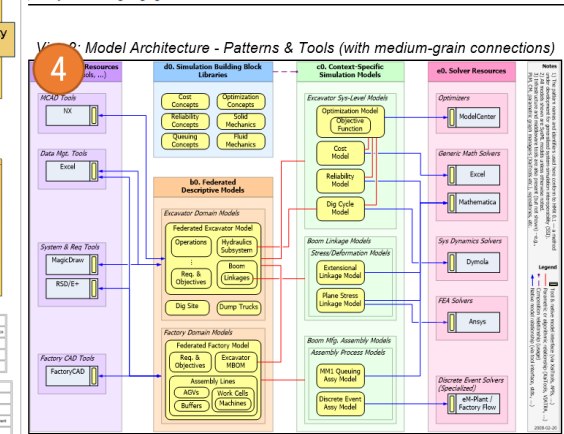 View 2: Model Architecture - Patterns & Tools (with medium-grain connections)
4
Resources
ools, ...)
MCAD Tools
NX
Data Mgt. Tools
Excel
System & Req Tools
MagicDraw
RSD/E+
Factory CAD Tools
FactoryCAD
d0. Simulation Building Block
Libraries
Cost
Concepts
Optimization
Concepts
Reliability
Concepts
Solid
Mechanics
Queuing
Concepts
Fluid
Mechanics
b0. Federated
Descriptive Models
Excavator Domain Models
Federated Excavator Model
Operations
Hydraulics
Subsystem
Req. &
Objectives
Boom
Linkages
Dig Site
Dump Trucks
Factory Domain Models
Federated Factory Model
Req. &
Objectives
Excavator
MBOM
Assembly Lines
AGVs
Buffers
Work Cells
Machines
c0. Context-Specific
Simulation Models
Excavator Sys-Level Models
Optimization Model
Objective
Function
Cost
Model
Reliability
Model
Dig Cycle
Model
Boom Linkage Models
Stress/Deformation Models
Extensional
Linkage Model
Plane Stress
Linkage Model
Boom Mfg. Assembly Models
Assembly Process Models
MM1 Queuing
Assy Model
Discrete Event
Assy Model
e0. Solver Resources
Optimizers
ModelCenter
Generic Math Solvers
Excel
Mathematica
Sys Dynamics Solvers
Dymola
FEA Solvers
Ansys
Discrete Event Solvers
(Specialized)
eM-Plant /
Factory Flow
Notes
Legend